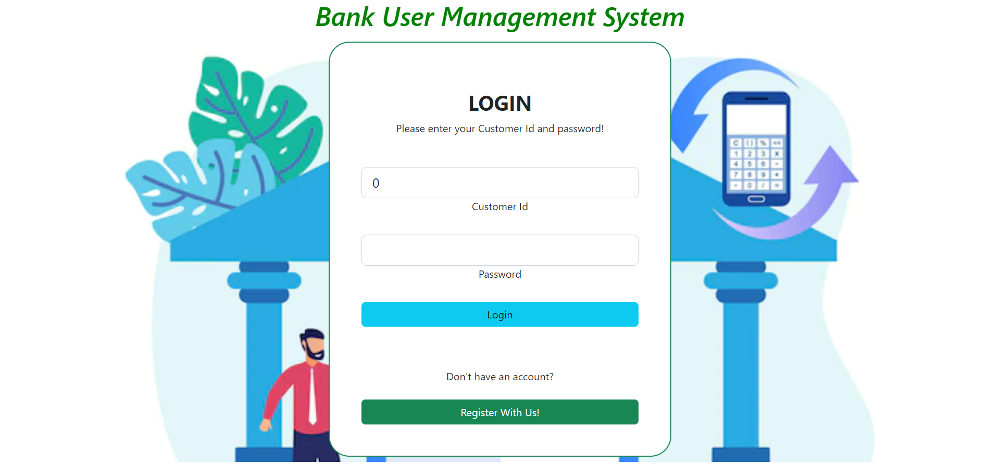 Bank User Management System
LOGIN
Please enter your Customer Id and password!
0
Customer Id
Password
Login
Don't have an account?
Register With Us!
C ( ) % <<
1 2 3 x
4 5 6 -
7 8 9 +
- 0 / =